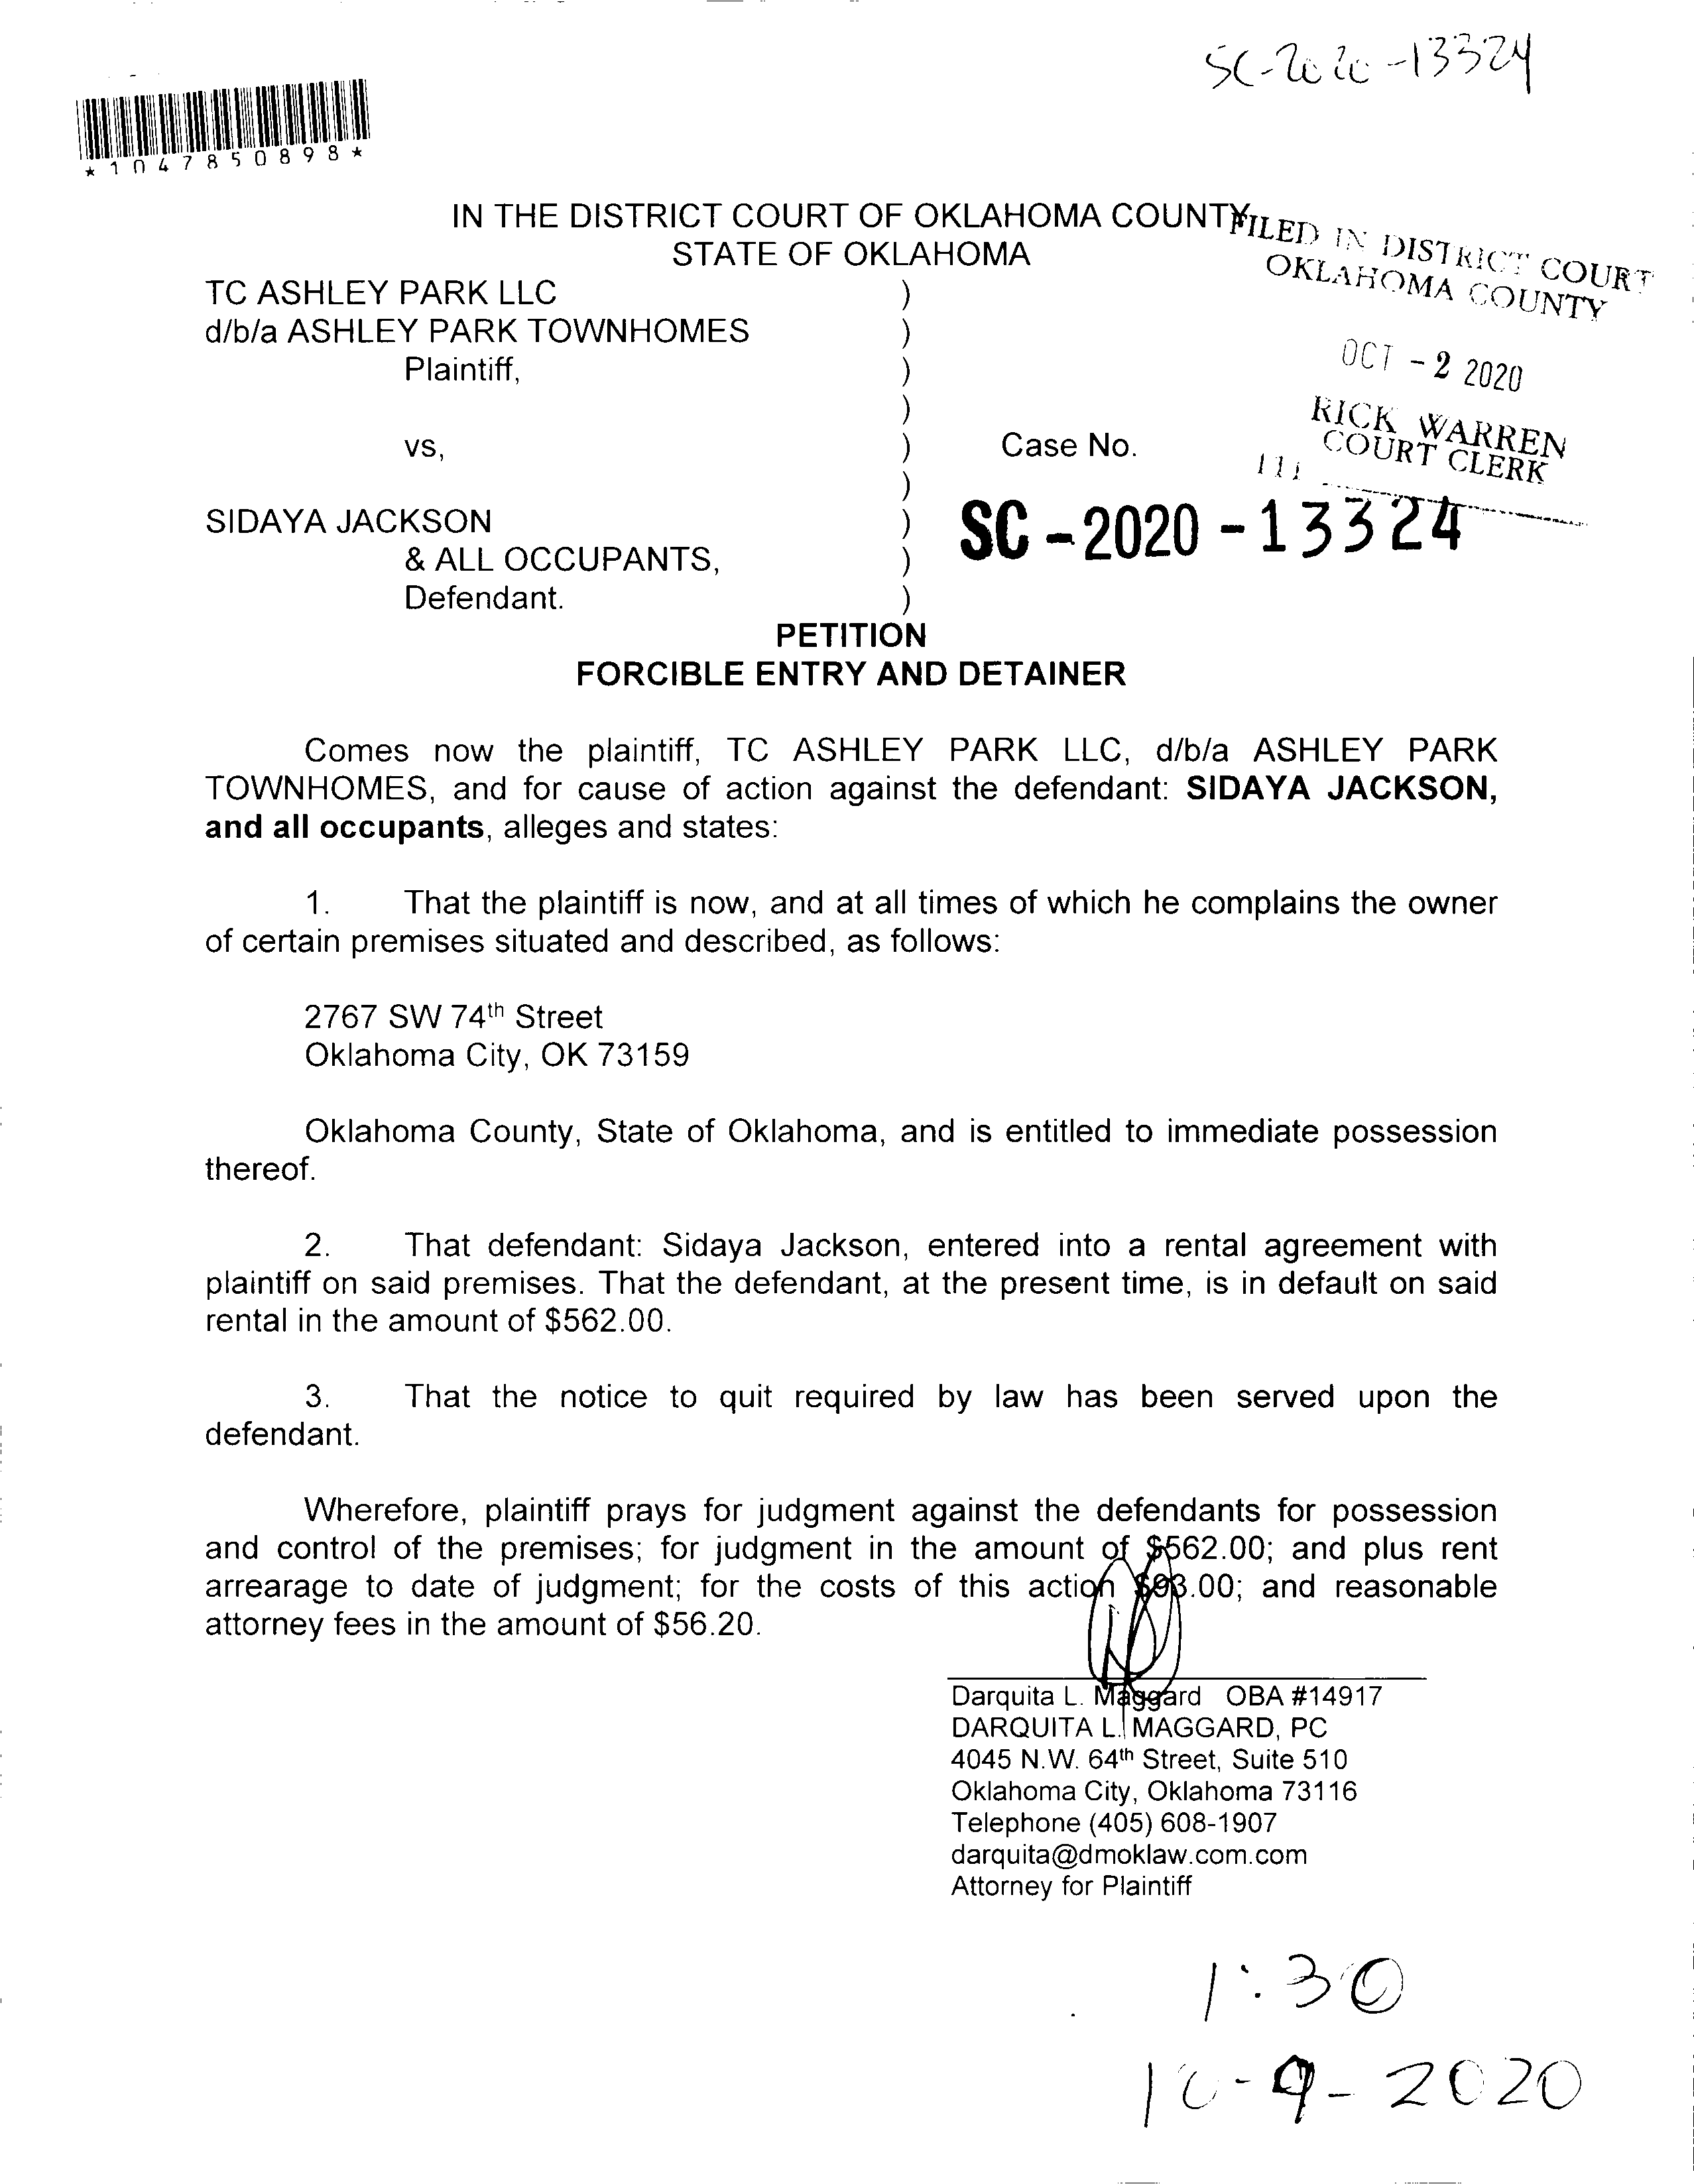 SC-2020-13324
*1047850898*
IN THE DISTRICT COURT OF OKLAHOMA COUNTY
STATE OF OKLAHOMA
FILED IN DISTRICT COURT
OKLAHOMA COUNTY
OCT - 2 2020
RICK WARREN
COURT CLERK
111
TC ASHLEY PARK LLC )
d/b/a ASHLEY PARK TOWNHOMES )
Plaintiff, )
)
vs, ) Case No.
)
SIDAYA JACKSON ) SC-2020-13324
& ALL OCCUPANTS, )
Defendant. )
PETITION
FORCIBLE ENTRY AND DETAINER
Comes now the plaintiff, TC ASHLEY PARK LLC, d/b/a ASHLEY PARK
TOWNHOMES, and for cause of action against the defendant: SIDAYA JACKSON,
and all occupants, alleges and states:
1. That the plaintiff is now, and at all times of which he complains the owner
of certain premises situated and described, as follows:
2767 SW 74th Street
Oklahoma City, OK 73159
Oklahoma County, State of Oklahoma, and is entitled to immediate possession
thereof.
2. That defendant: Sidaya Jackson, entered into a rental agreement with
plaintiff on said premises. That the defendant, at the present time, is in default on said
rental in the amount of $562.00.
3. That the notice to quit required by law has been served upon the
defendant.
Wherefore, plaintiff prays for judgment against the defendants for possession
and control of the premises; for judgment in the amount of $562.00; and plus rent
arrearage to date of judgment; for the costs of this action $93.00; and reasonable
attorney fees in the amount of $56.20.
Darquita L. Maggard OBA #14917
DARQUITA L. MAGGARD, PC
4045 N.W. 64th Street, Suite 510
Oklahoma City, Oklahoma 73116
Telephone (405) 608-1907
darquita@dmoklaw.com.com
Attorney for Plaintiff
1:30
10-9-2020